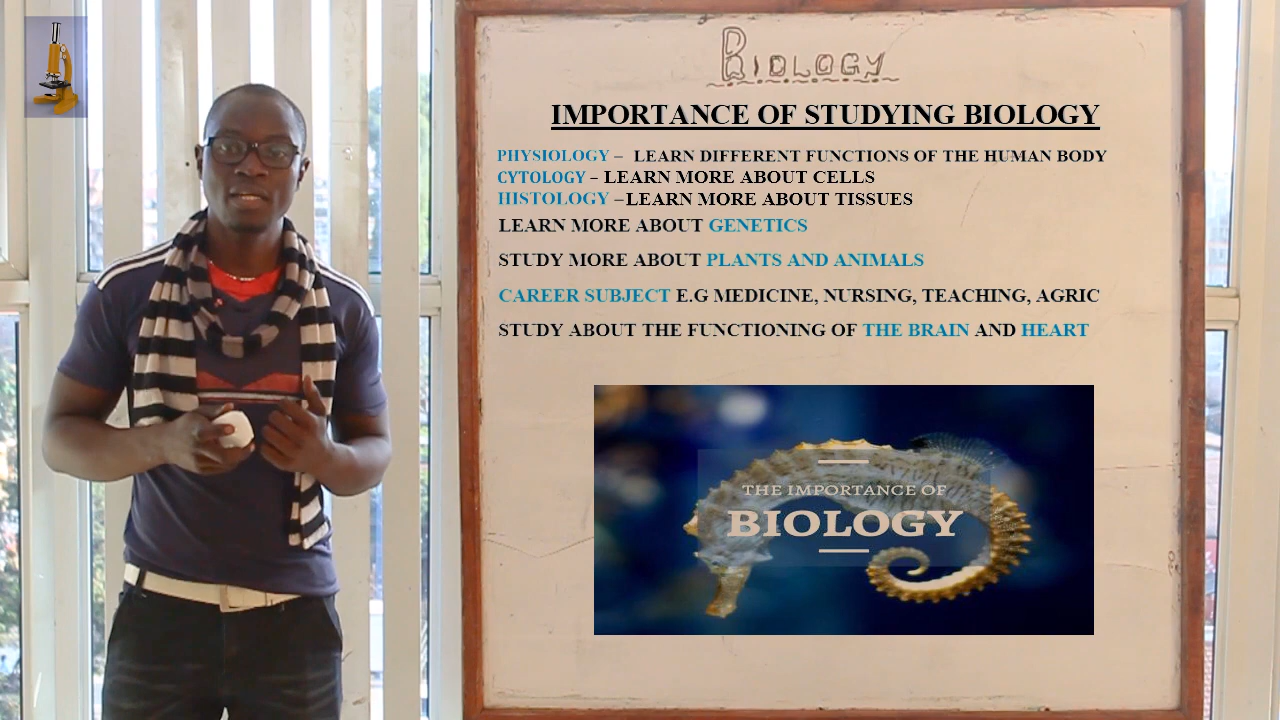 BIOLOGY
IMPORTANCE OF STUDYING BIOLOGY
PHYSIOLOGY – LEARN DIFFERENT FUNCTIONS OF THE HUMAN BODY
CYTOLOGY – LEARN MORE ABOUT CELLS
HISTOLOGY –LEARN MORE ABOUT TISSUES
LEARN MORE ABOUT GENETICS
STUDY MORE ABOUT PLANTS AND ANIMALS
CAREER SUBJECT E.G MEDICINE, NURSING, TEACHING, AGRIC
STUDY ABOUT THE FUNCTIONING OF THE BRAIN AND HEART
THE IMPORTANCE OF
BIOLOGY